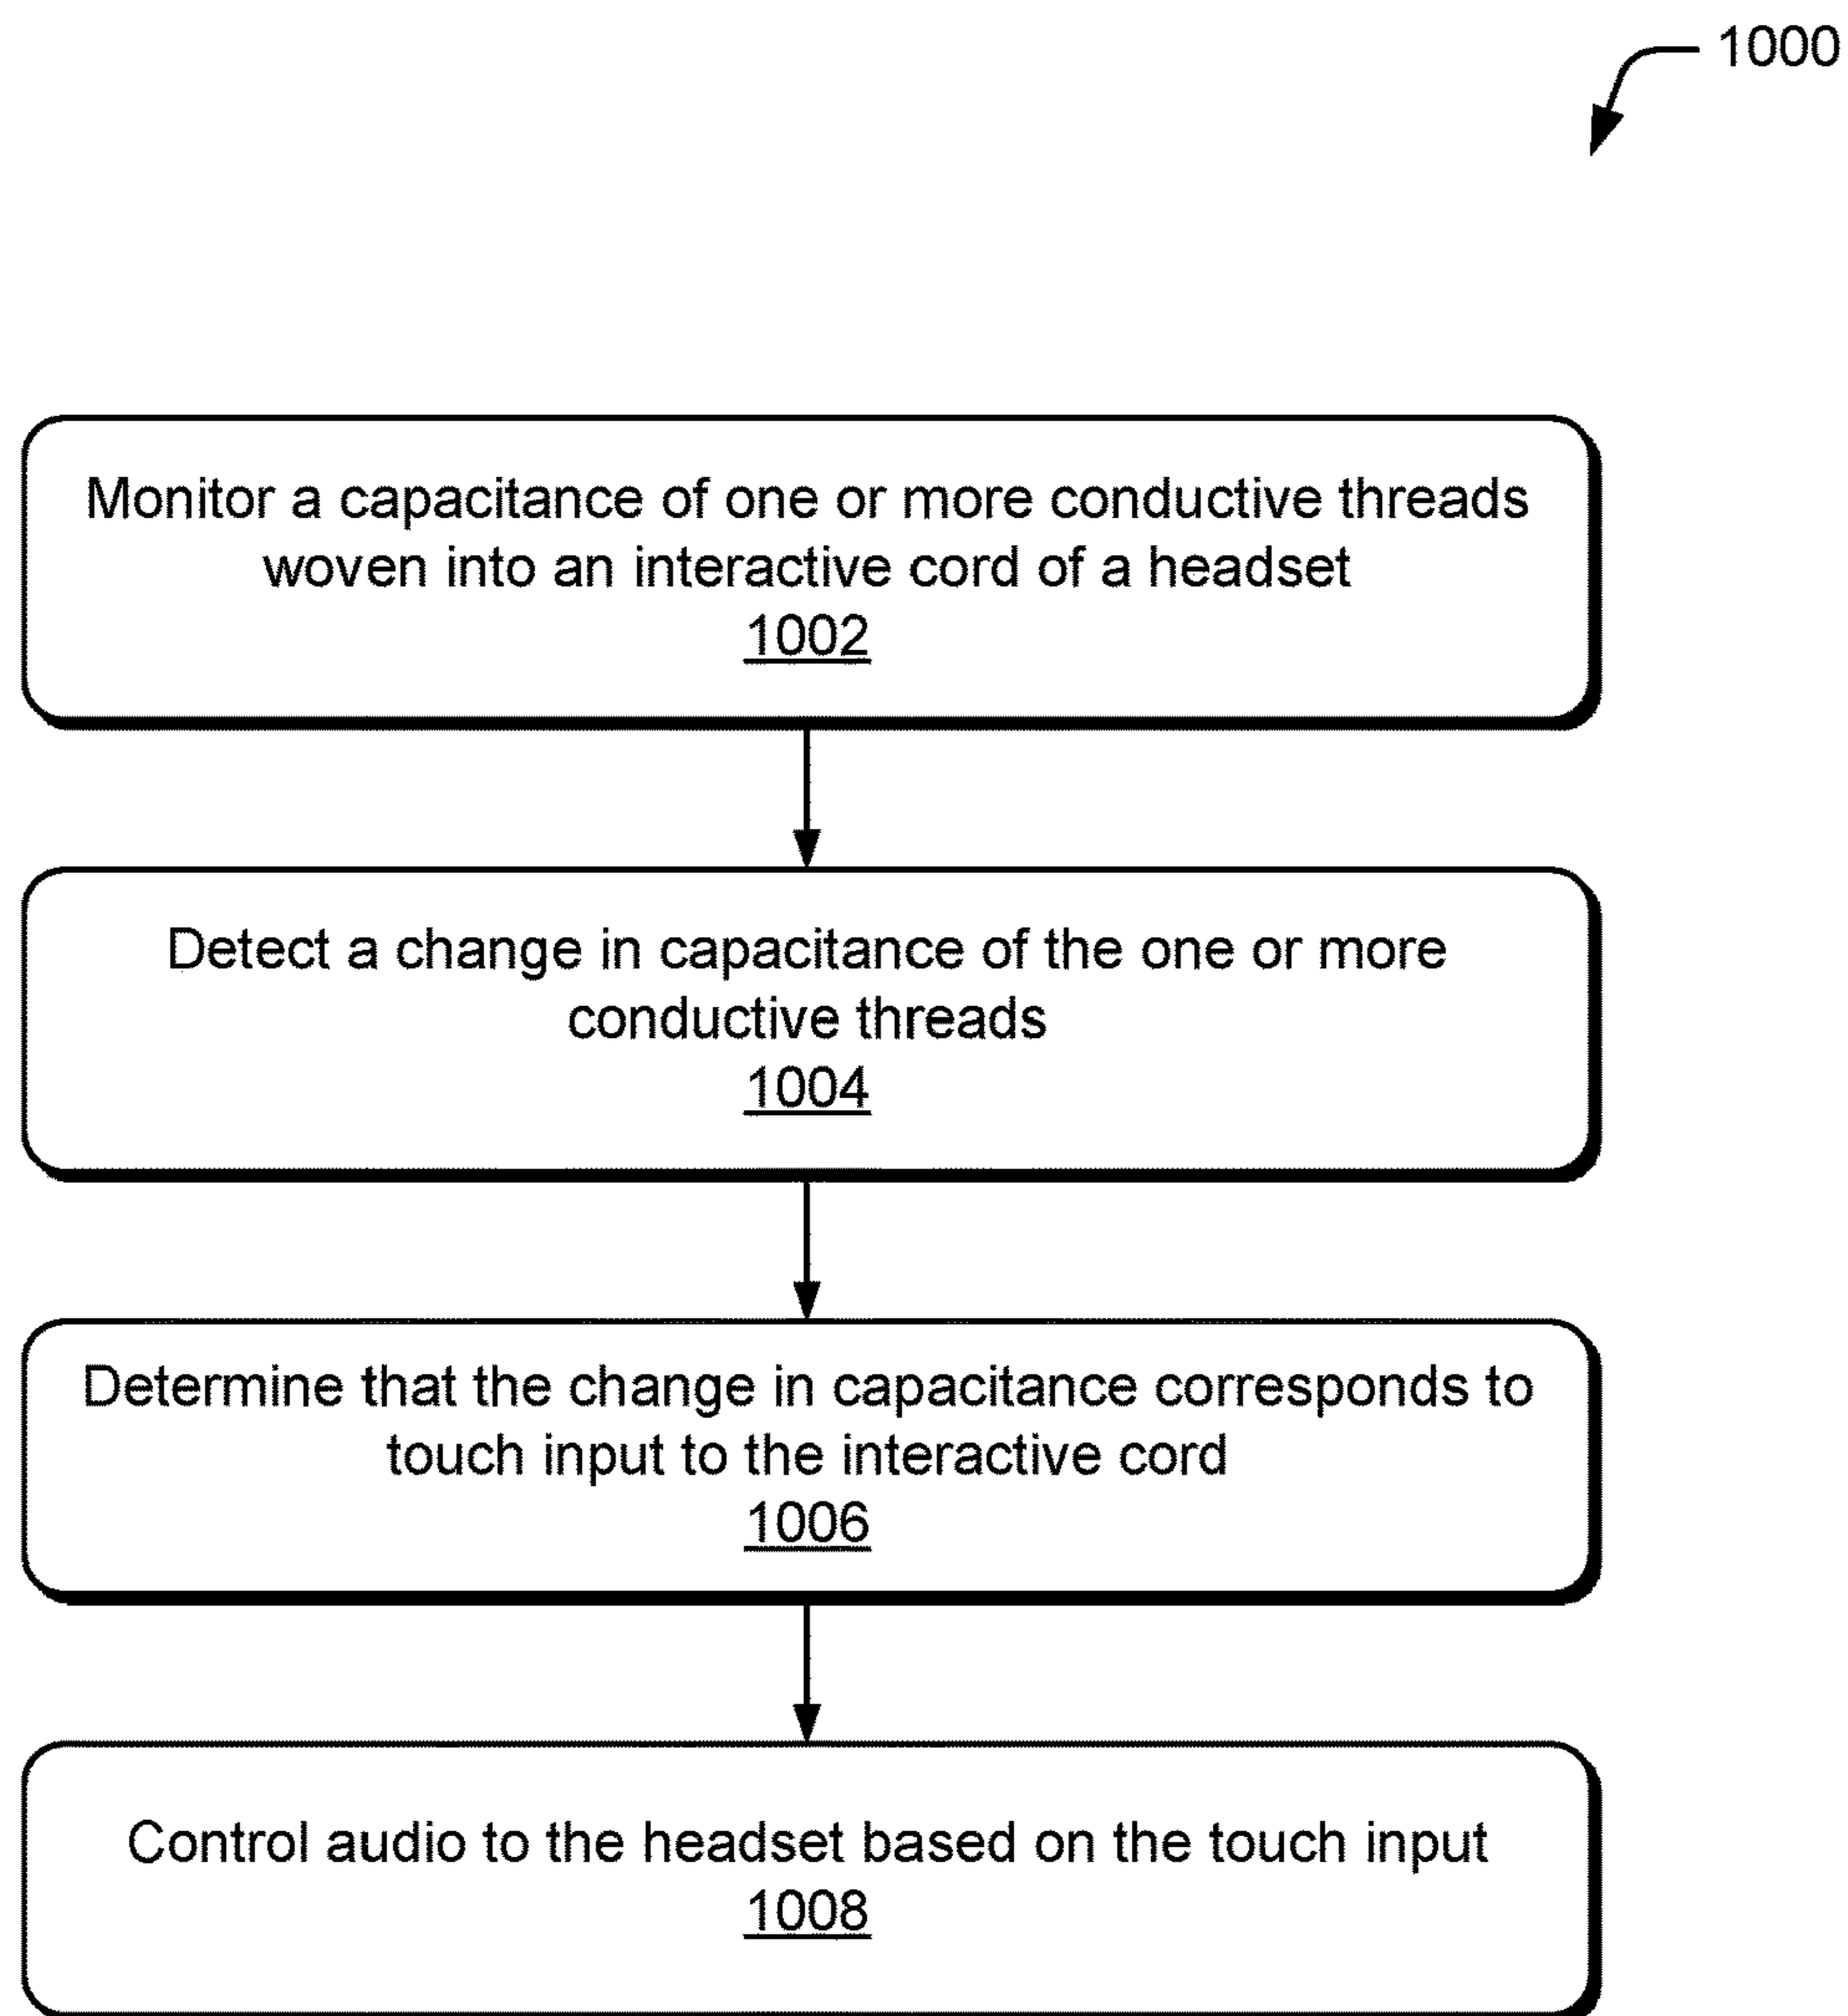 1000
Monitor a capacitance of one or more conductive threads
woven into an interactive cord of a headset
1002
Detect a change in capacitance of the one or more
conductive threads
1004
Determine that the change in capacitance corresponds to
touch input to the interactive cord
1006
Control audio to the headset based on the touch input
1008